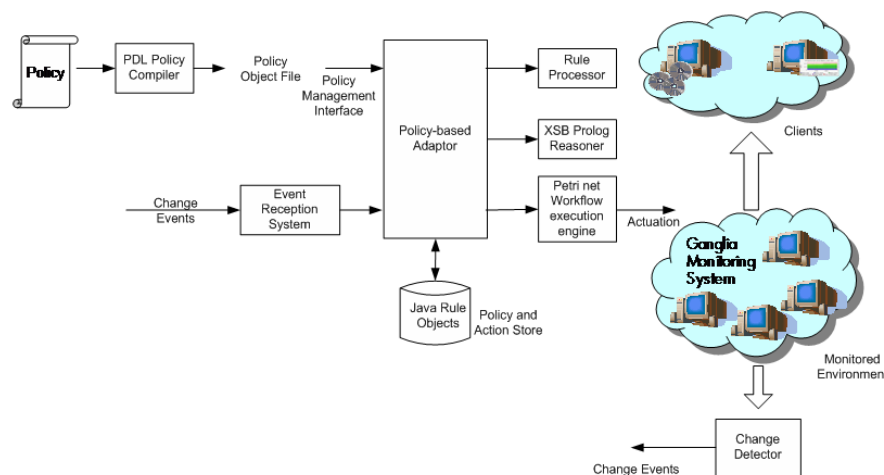 Policy
PDL Policy
Compiler
Policy
Object File
Policy
Management
Interface
Policy-based
Adaptor
Rule
Processor
XSB Prolog
Reasoner
Petri net
Workflow
execution
engine
Actuation
Change
Events
Event
Reception
System
Java Rule
Objects
Policy and
Action Store
Clients
Ganglia
Monitoring
System
Monitored
Environmen
Change
Detector
Change Events